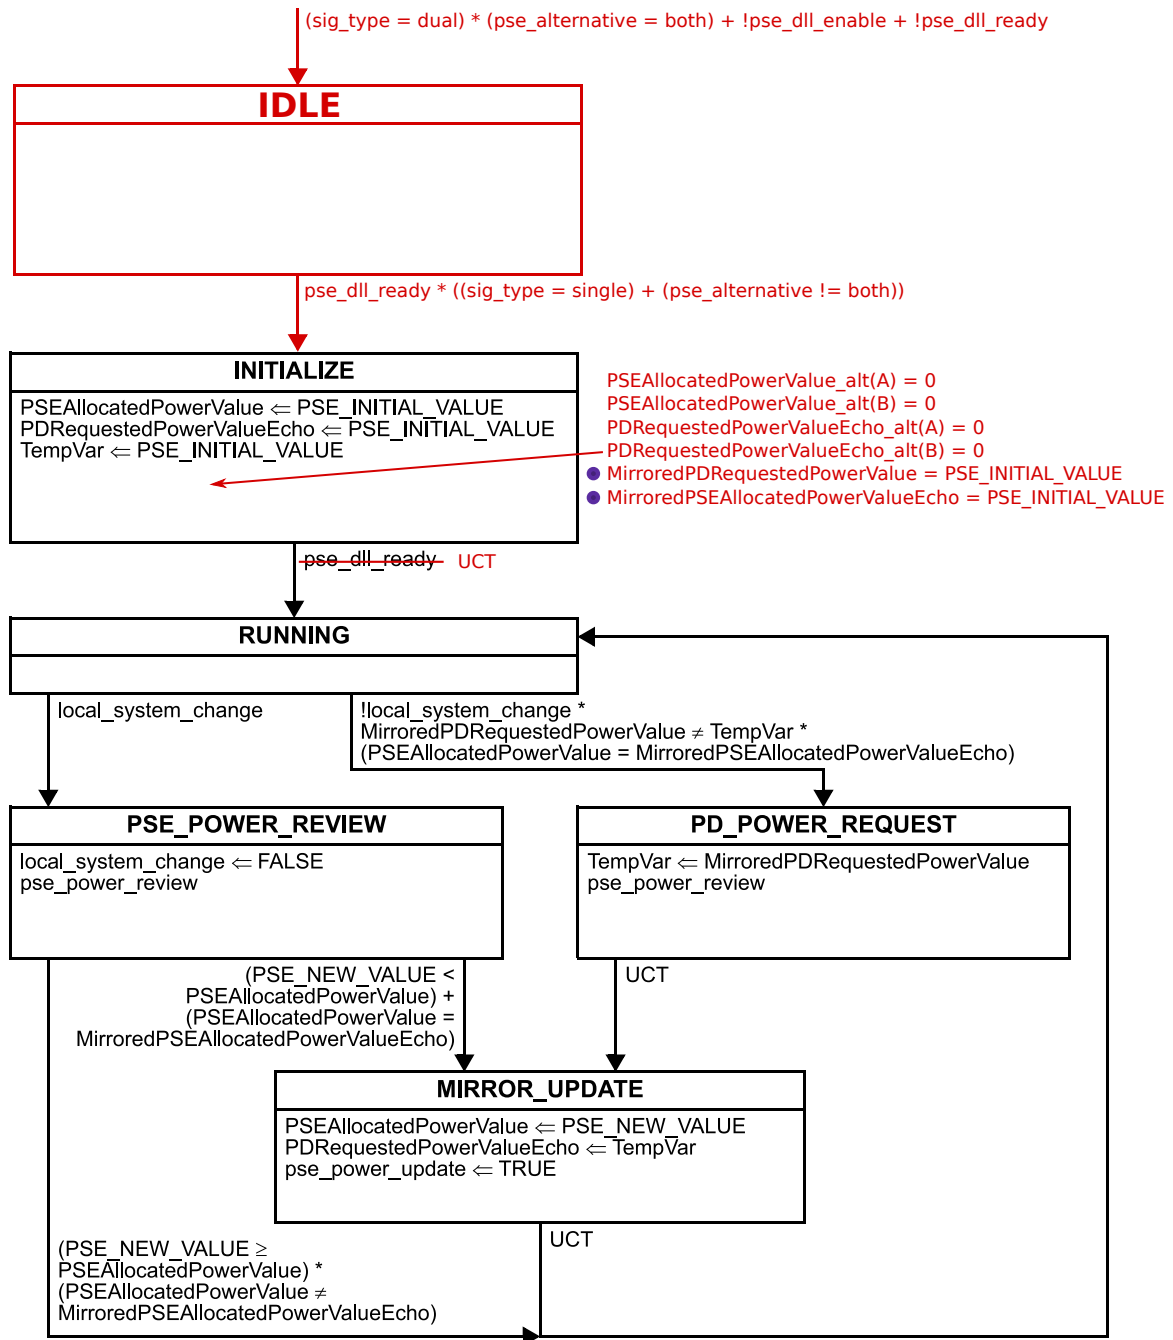 (sig_type = dual) * (pse_alternative = both) + !pse_dll_enable + !pse_dll_ready
IDLE
pse_dll_ready * ((sig_type = single) + (pse_alternative != both))
INITIALIZE
PSEAllocatedPowerValue ⇐ PSE_INITIAL_VALUE
PDRequestedPowerValueEcho ⇐ PSE_INITIAL_VALUE
TempVar ⇐ PSE_INITIAL_VALUE
PSEAllocatedPowerValue_alt(A) = 0
PSEAllocatedPowerValue_alt(B) = 0
PDRequestedPowerValueEcho_alt(A) = 0
PDRequestedPowerValueEcho_alt(B) = 0
MirroredPDRequestedPowerValue = PSE_INITIAL_VALUE
MirroredPSEAllocatedPowerValueEcho = PSE_INITIAL_VALUE
pse_dll_ready UCT
RUNNING
local_system_change
!local_system_change *
MirroredPDRequestedPowerValue ≠ TempVar *
(PSEAllocatedPowerValue = MirroredPSEAllocatedPowerValueEcho)
PSE_POWER_REVIEW
local_system_change ⇐ FALSE
pse_power_review
PD_POWER_REQUEST
TempVar ⇐ MirroredPDRequestedPowerValue
pse_power_review
(PSE_NEW_VALUE <
PSEAllocatedPowerValue) +
(PSEAllocatedPowerValue =
MirroredPSEAllocatedPowerValueEcho)
UCT
MIRROR_UPDATE
PSEAllocatedPowerValue ⇐ PSE_NEW_VALUE
PDRequestedPowerValueEcho ⇐ TempVar
pse_power_update ⇐ TRUE
UCT
(PSE_NEW_VALUE ≥
PSEAllocatedPowerValue) *
(PSEAllocatedPowerValue ≠
MirroredPSEAllocatedPowerValueEcho)